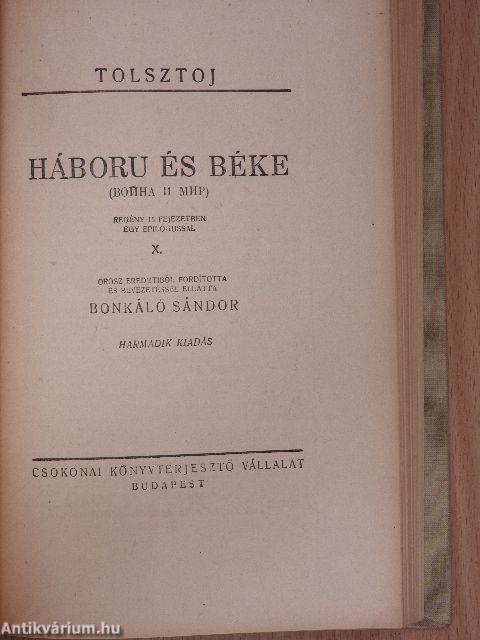 TOLSZTOJ
HÁBORU ÉS BÉKE
(ВОЙНА И МИР)
REGÉNY 15 FEJEZETBEN
EGY EPILÓGUSSAL
X.
OROSZ EREDETIBŐL FORDÍTOTTA
ÉS BEVEZETÉSSEL ELLÁTTA
BONKÁLÓ SÁNDOR
HARMADIK KIADÁS
CSOKONAI KÖNYVTERJESZTŐ VÁLLALAT
BUDAPEST
Antikvárium.hu